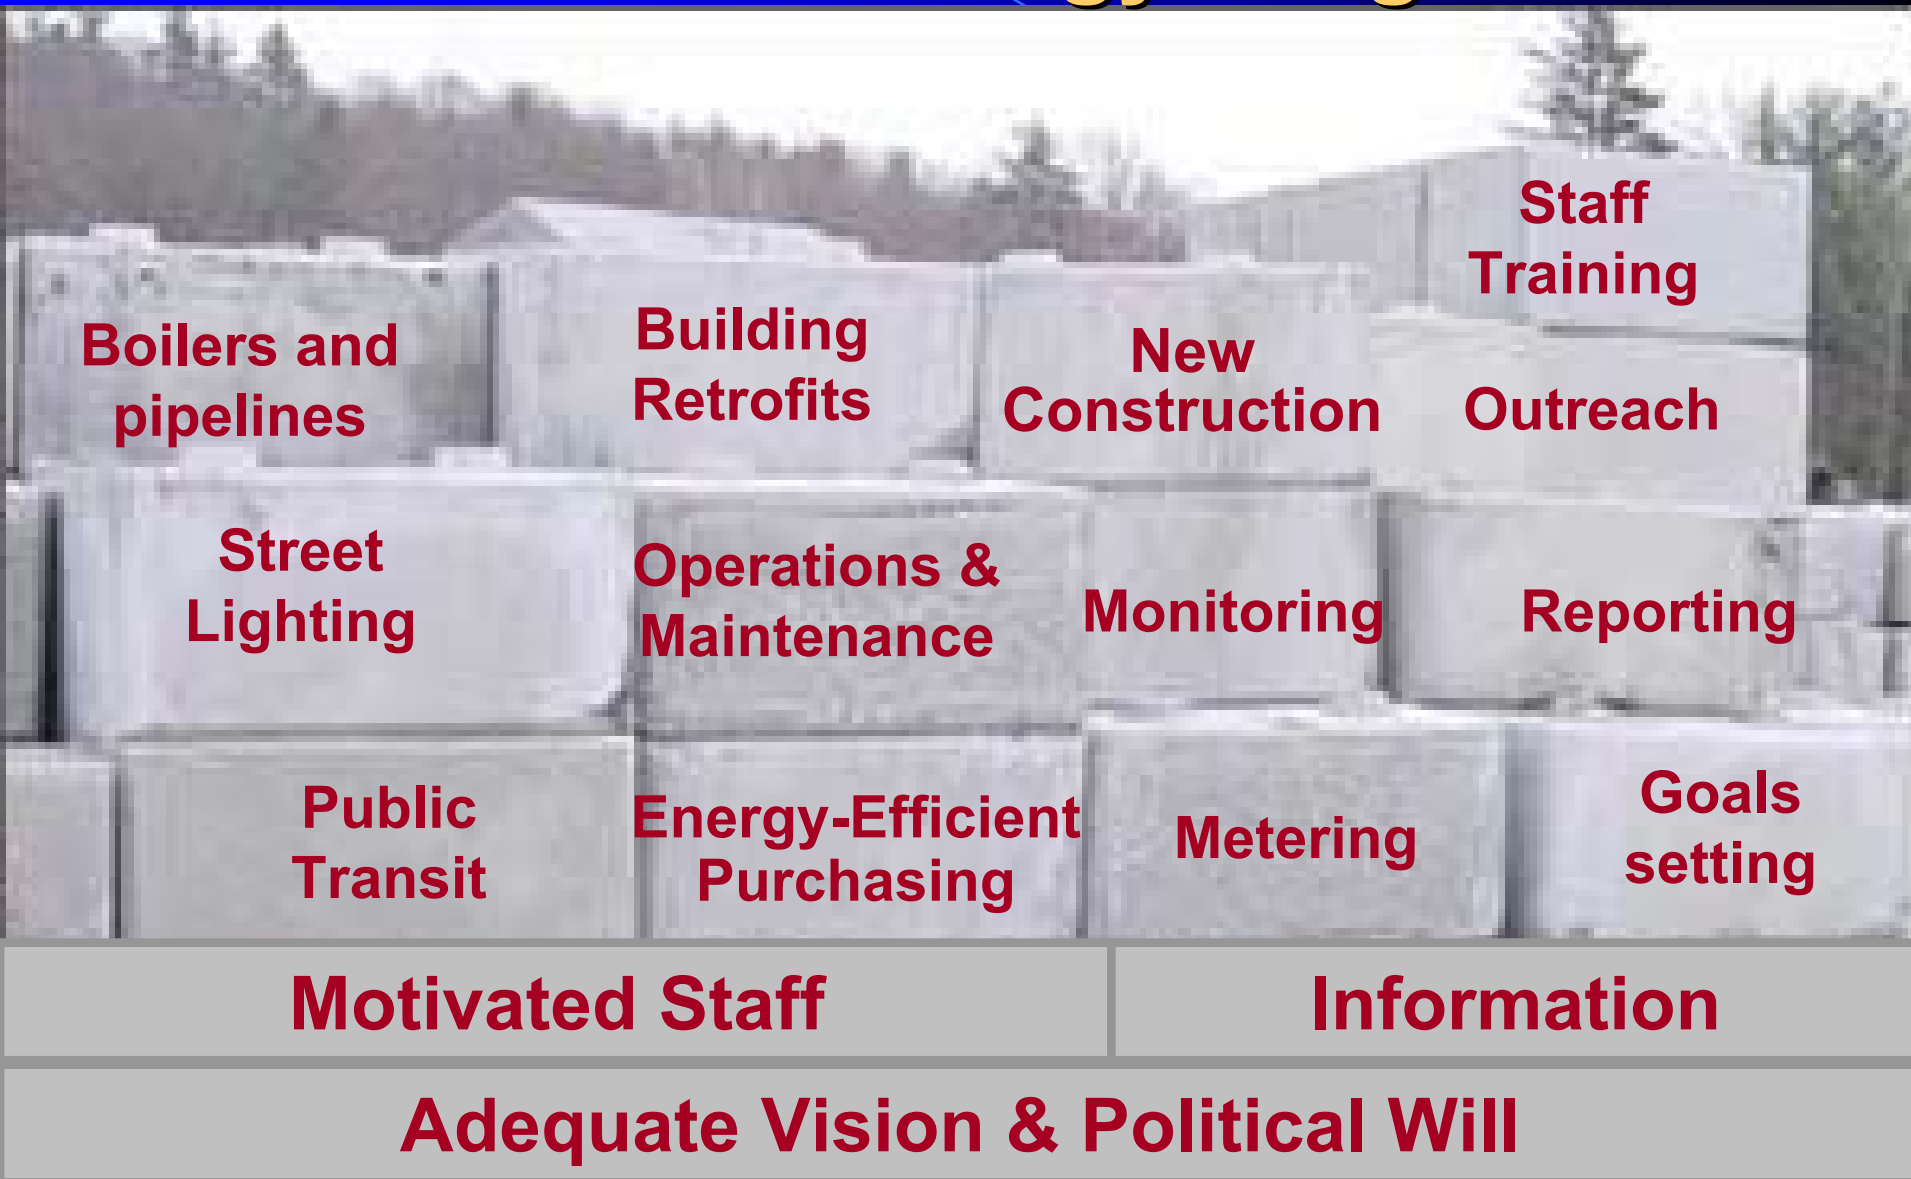 Staff
Training
Boilers and
pipelines
Building
Retrofits
New
Construction
Outreach
Street
Lighting
Operations &
Maintenance
Monitoring
Reporting
Public
Transit
Energy-Efficient
Purchasing
Metering
Goals
setting
Motivated Staff
Information
Adequate Vision & Political Will